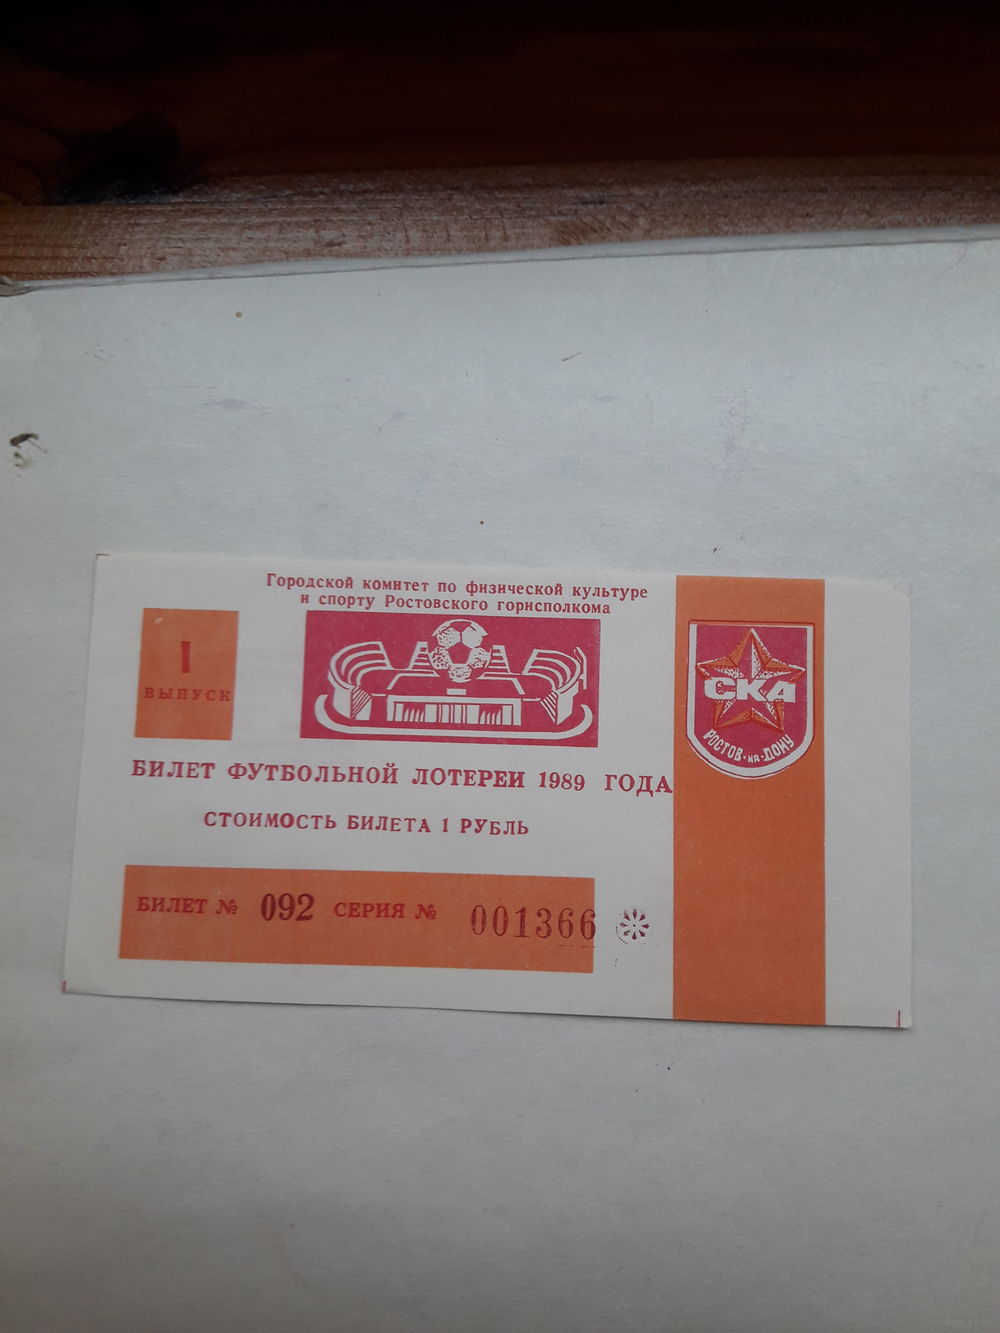 Городской комитет по физической культуре
и спорту Ростовского горисполкома
I
ВЫПУСК
СКА
РОСТОВ-НА-ДОНУ
БИЛЕТ ФУТБОЛЬНОЙ ЛОТЕРЕИ 1989 ГОДА
СТОИМОСТЬ БИЛЕТА 1 РУБЛЬ
БИЛЕТ № 092 СЕРИЯ № 001366